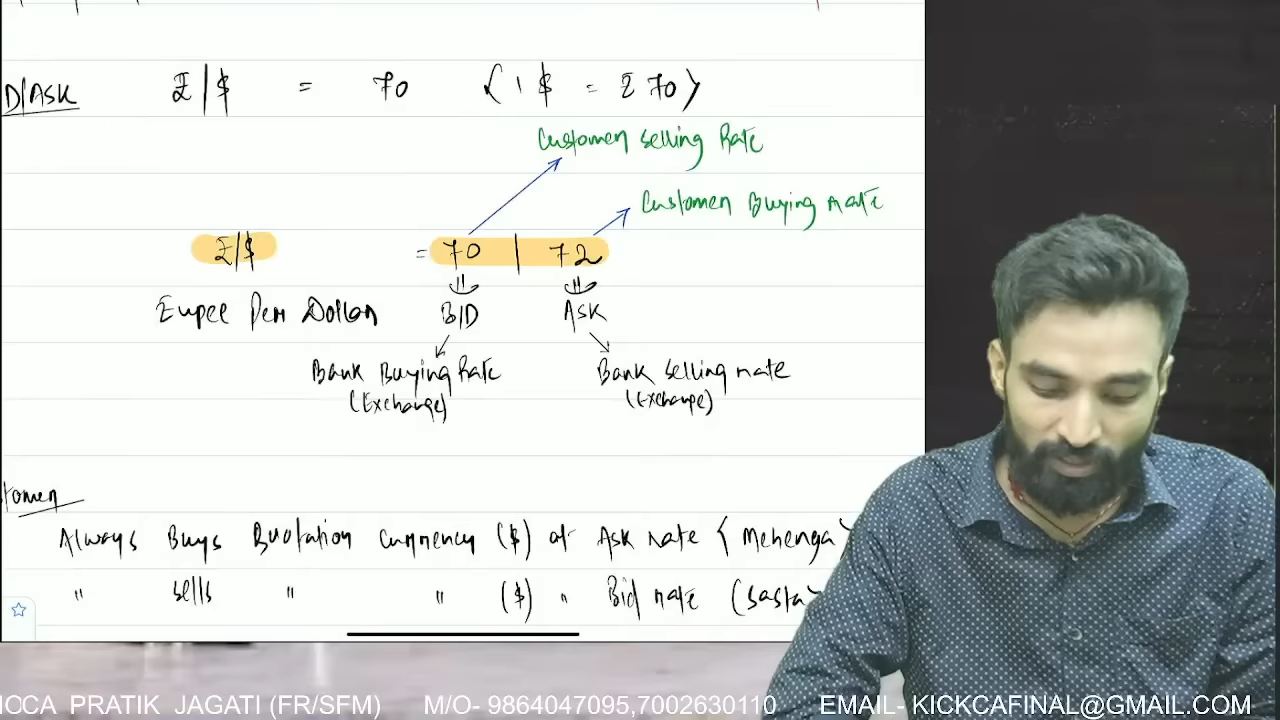 D/ASK ₹|$ = 70 {1 $ = ₹ 70}
Customer Selling Rate
Customer Buying rate
₹|$ = 70 | 72
Rupee Per Dollar BID ASK
Bank Buying Rate Bank Selling rate
(Exchange) (Exchange)
tomer
Always Buys Quotation Currency ($) at Ask rate {Mehenga}
" sells " " ($) " Bid rate (sasta)
ICCA PRATIK JAGATI (FR/SFM) M/O- 9864047095,7002630110 EMAIL- KICKCAFINAL@GMAIL.COM